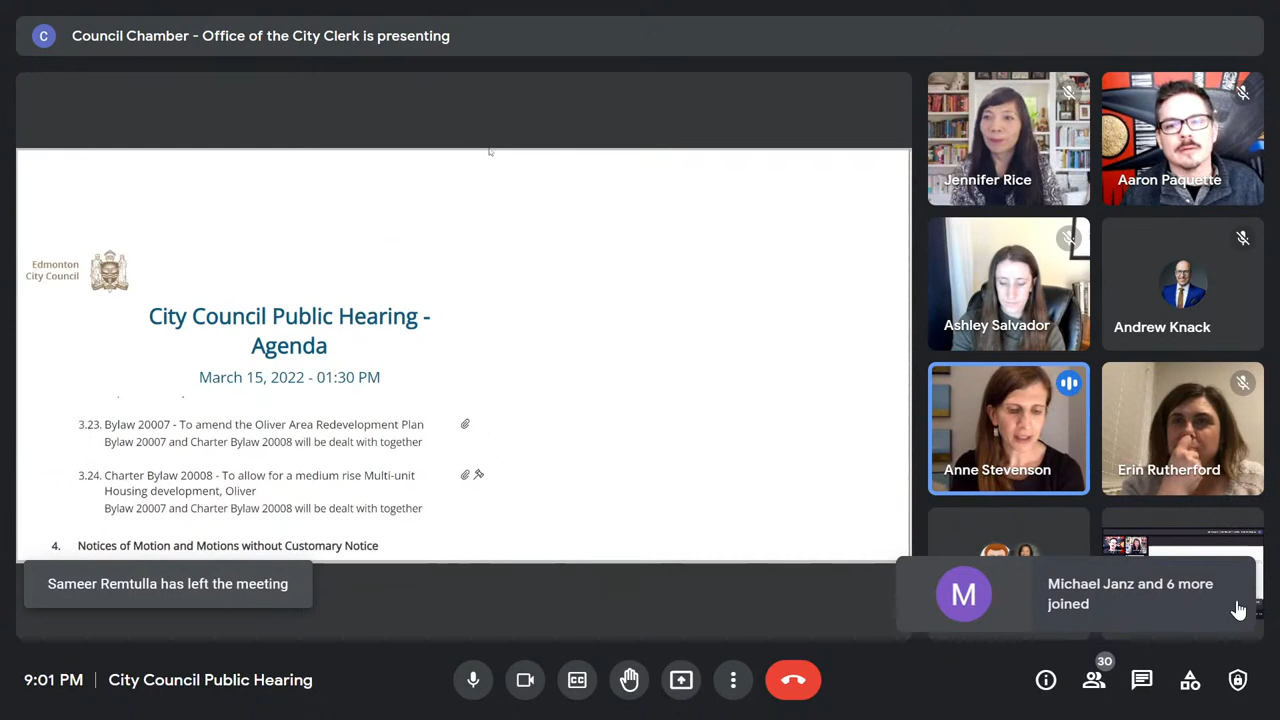 C
Council Chamber - Office of the City Clerk is presenting
Edmonton
City Council
City Council Public Hearing -
Agenda
March 15, 2022 - 01:30 PM
3.23. Bylaw 20007 - To amend the Oliver Area Redevelopment Plan
Bylaw 20007 and Charter Bylaw 20008 will be dealt with together
3.24. Charter Bylaw 20008 - To allow for a medium rise Multi-unit
Housing development, Oliver
Bylaw 20007 and Charter Bylaw 20008 will be dealt with together
4. Notices of Motion and Motions without Customary Notice
Sameer Remtulla has left the meeting
Jennifer Rice
Aaron Paquette
Ashley Salvador
Andrew Knack
Anne Stevenson
Erin Rutherford
M
Michael Janz and 6 more
joined
9:01 PM
City Council Public Hearing
30